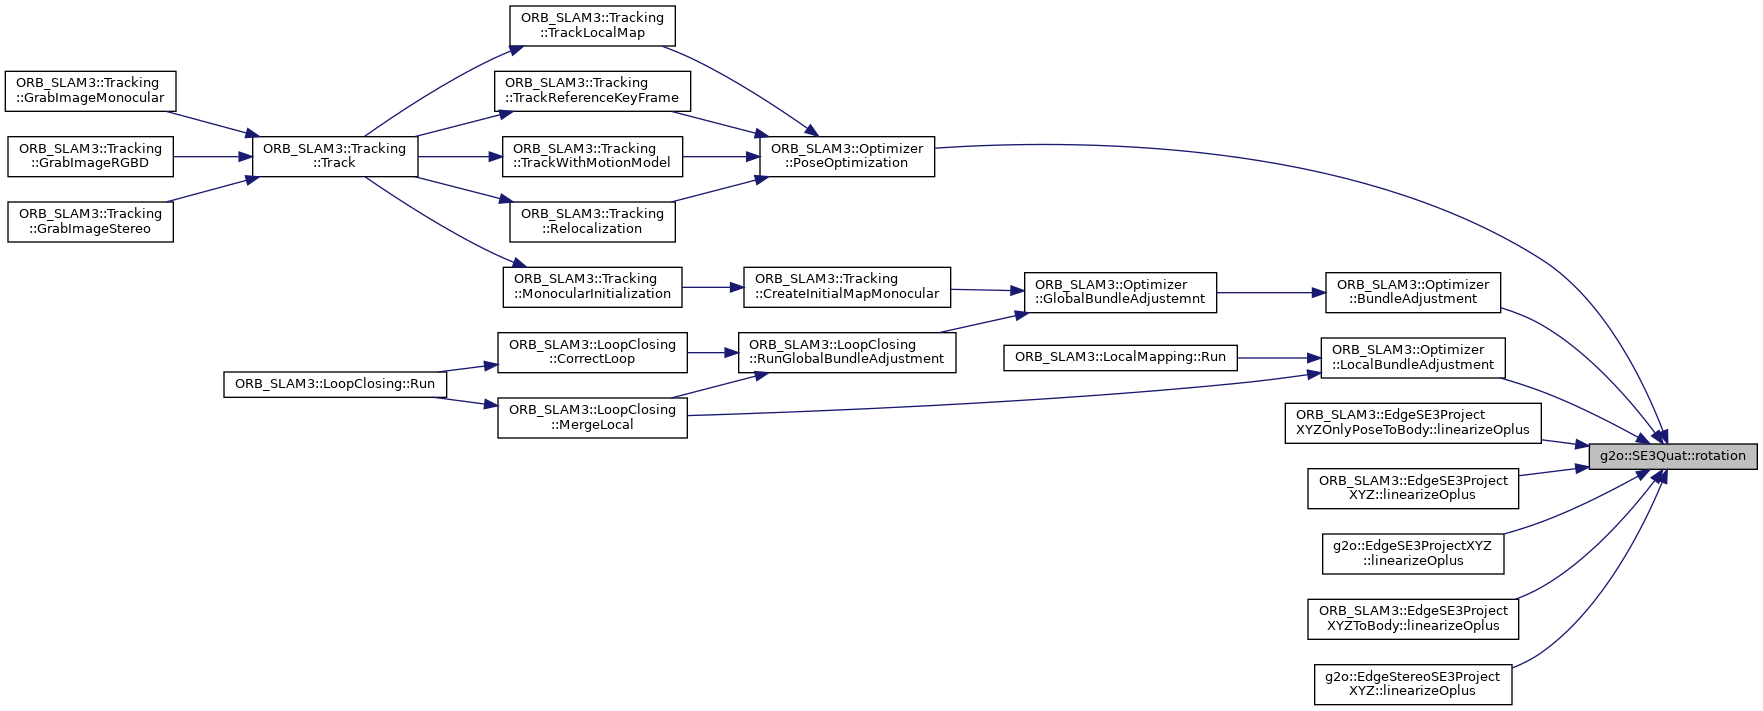 ORB_SLAM3::Tracking
::TrackLocalMap
ORB_SLAM3::Tracking
::GrabImageMonocular
ORB_SLAM3::Tracking
::TrackReferenceKeyFrame
ORB_SLAM3::Tracking
::GrabImageRGBD
ORB_SLAM3::Tracking
::Track
ORB_SLAM3::Tracking
::TrackWithMotionModel
ORB_SLAM3::Optimizer
::PoseOptimization
ORB_SLAM3::Tracking
::GrabImageStereo
ORB_SLAM3::Tracking
::Relocalization
ORB_SLAM3::Tracking
::MonocularInitialization
ORB_SLAM3::Tracking
::CreateInitialMapMonocular
ORB_SLAM3::Optimizer
::GlobalBundleAdjustemnt
ORB_SLAM3::Optimizer
::BundleAdjustment
ORB_SLAM3::LoopClosing
::CorrectLoop
ORB_SLAM3::LoopClosing
::RunGlobalBundleAdjustment
ORB_SLAM3::LocalMapping::Run
ORB_SLAM3::Optimizer
::LocalBundleAdjustment
ORB_SLAM3::LoopClosing::Run
ORB_SLAM3::LoopClosing
::MergeLocal
ORB_SLAM3::EdgeSE3Project
XYZOnlyPoseToBody::linearizeOplus
g2o::SE3Quat::rotation
ORB_SLAM3::EdgeSE3Project
XYZ::linearizeOplus
g2o::EdgeSE3ProjectXYZ
::linearizeOplus
ORB_SLAM3::EdgeSE3Project
XYZToBody::linearizeOplus
g2o::EdgeStereoSE3Project
XYZ::linearizeOplus